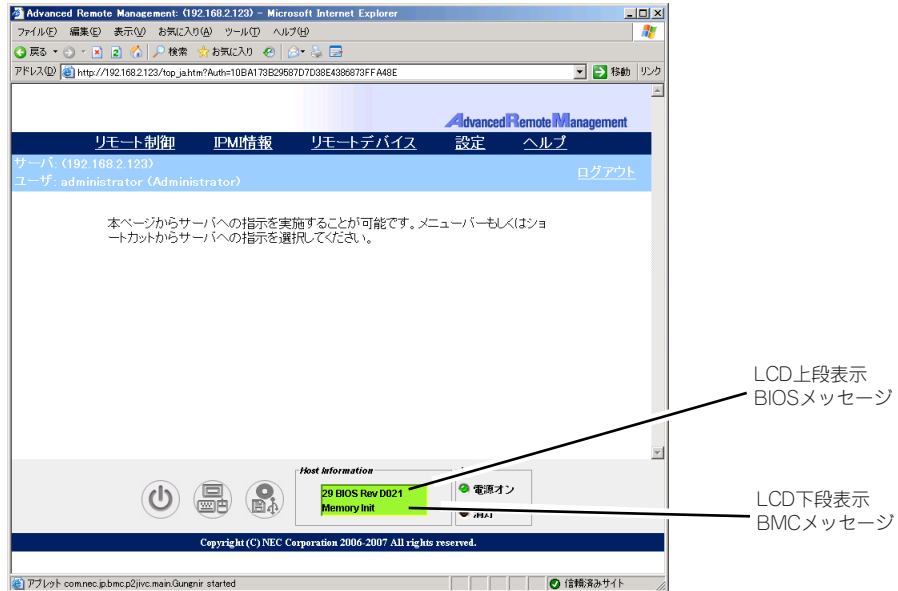 Advanced Remote Management: (192.168.2.123) - Microsoft Internet Explorer
ファイル(F) 編集(E) 表示(V) お気に入り(A) ツール(T) ヘルプ(H)
戻る 検索 お気に入り
アドレス(D) http://192.168.2.123/top_ja.htm?Auth=10BA173B29587D7D38E4386873FFA48E 移動 リンク
AdvancedRemoteManagement
リモート制御 IPMI情報 リモートデバイス 設定 ヘルプ
サーバ: (192.168.2.123)
ユーザ: administrator (Administrator)
ログアウト
本ページからサーバへの指示を実施することが可能です。メニューバーもしくはショ
ートカットからサーバへの指示を選択してください。
LCD上段表示
BIOSメッセージ
Host Information
29 BIOS Rev D021
Memory Init
電源オン
消灯
LCD下段表示
BMCメッセージ
Copyright (C) NEC Corporation 2006-2007 All rights reserved.
アプレット com.nec.jp.bmc.p2jivc.main.Gungnir started
信頼済みサイト